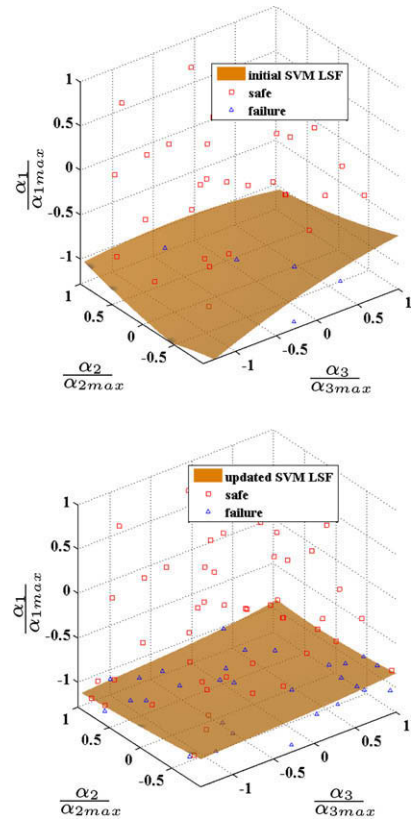 initial SVM LSF
safe
failure
1
0.5
0
-0.5
-1
α1
α1max
1
0.5
0
-0.5
α2
α2max
-1
-0.5
0
0.5
1
α3
α3max
updated SVM LSF
safe
failure
1
0.5
0
-0.5
-1
α1
α1max
1
0.5
0
-0.5
α2
α2max
-1
-0.5
0
0.5
1
α3
α3max